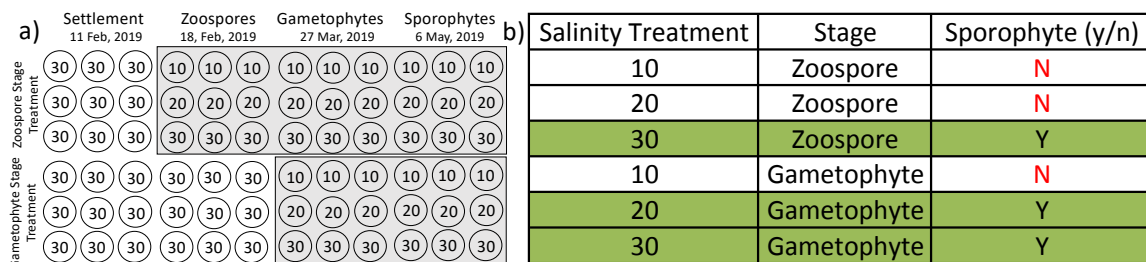 a)
Settlement Zoospores Gametophytes Sporophytes
11 Feb, 2019 18, Feb, 2019 27 Mar, 2019 6 May, 2019
Zoospore Stage
Treatment
30 30 30 10 10 10 10 10 10 10 10 10
30 30 30 20 20 20 20 20 20 20 20 20
30 30 30 30 30 30 30 30 30 30 30 30
Gametophyte Stage
Treatment
30 30 30 30 30 30 10 10 10 10 10 10
30 30 30 30 30 30 20 20 20 20 20 20
30 30 30 30 30 30 30 30 30 30 30 30
b)
Salinity Treatment Stage Sporophyte (y/n)
10 Zoospore N
20 Zoospore N
30 Zoospore Y
10 Gametophyte N
20 Gametophyte Y
30 Gametophyte Y